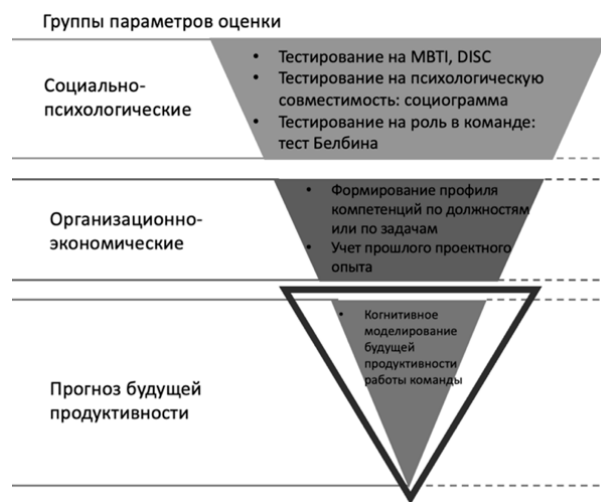 Группы параметров оценки
Социально-
психологические
• Тестирование на MBTI, DISC
• Тестирование на психологическую
совместимость: социограмма
• Тестирование на роль в команде:
тест Белбина
Организационно-
экономические
• Формирование профиля
компетенций по должностям
или по задачам
• Учет прошлого проектного
опыта
Прогноз будущей
продуктивности
• Когнитивное
моделирование
будущей
продуктивности
работы команды